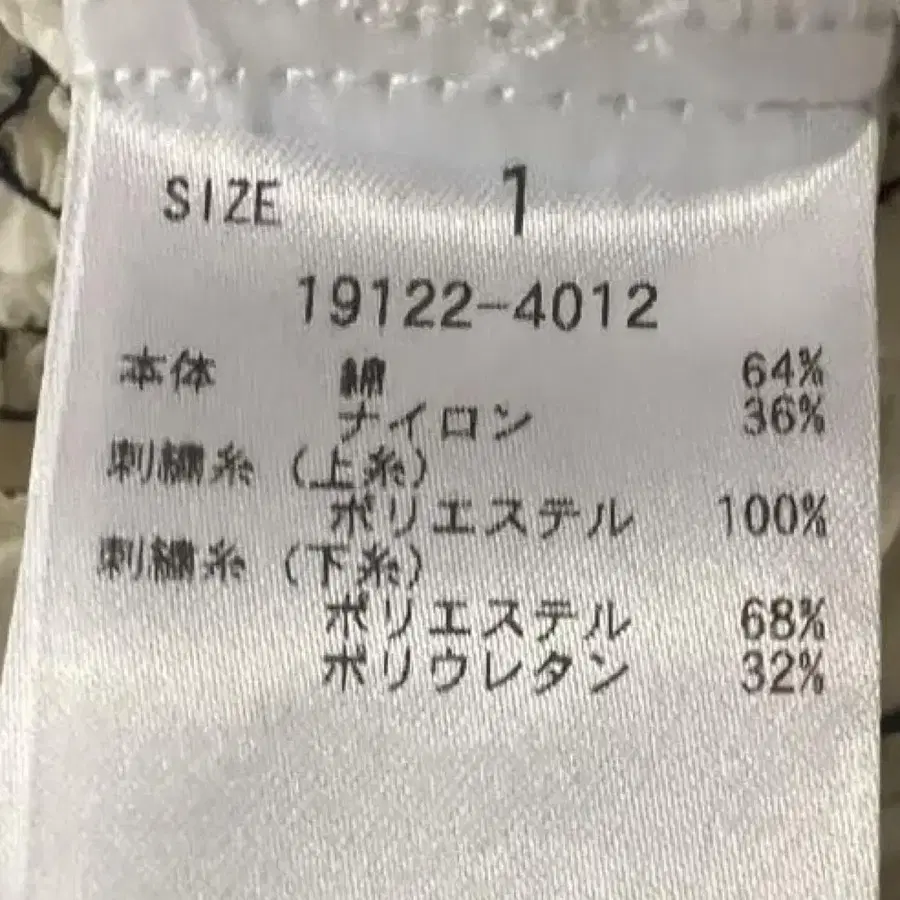 SIZE 1
19122-4012
本体 綿 64%
ナイロン 36%
刺繍糸 (上糸)
ポリエステル 100%
刺繍糸 (下糸)
ポリエステル 68%
ポリウレタン 32%